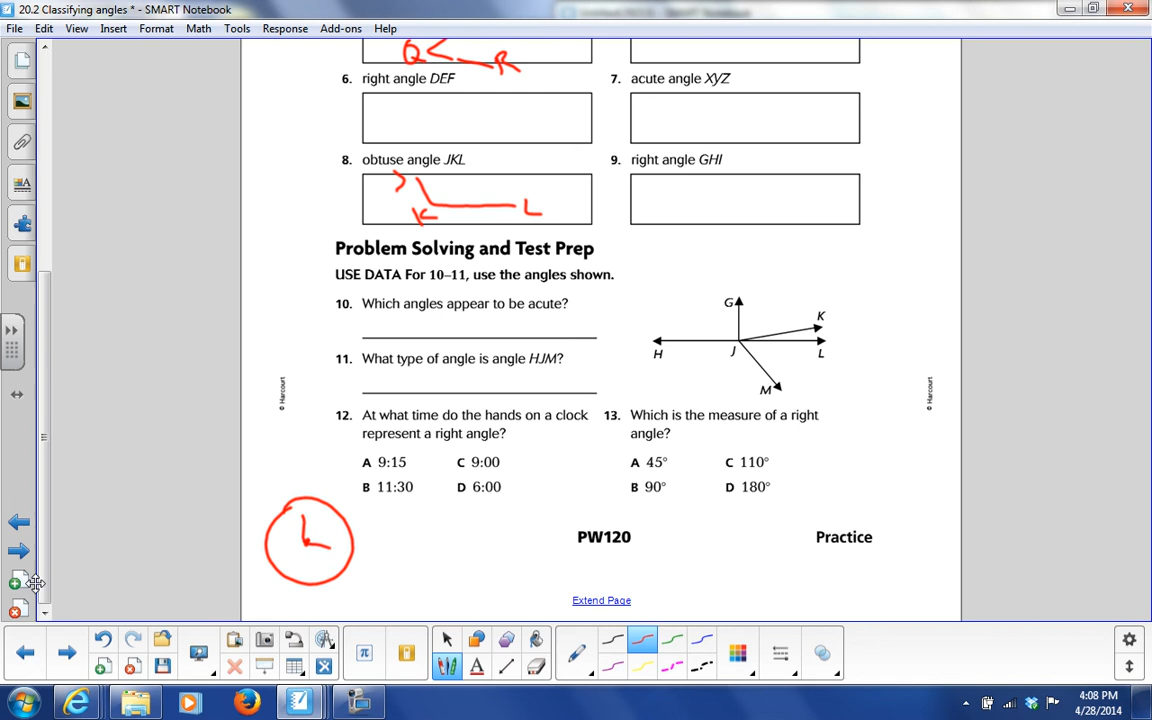 20.2 Classifying angles * - SMART Notebook
File Edit View Insert Format Math Tools Response Add-ons Help
Q R
6. right angle DEF
7. acute angle XYZ
8. obtuse angle JKL
9. right angle GHI
J
K L
Problem Solving and Test Prep
USE DATA For 10–11, use the angles shown.
10. Which angles appear to be acute?
11. What type of angle is angle HJM?
G
K
H J L
M
© Harcourt
© Harcourt
12. At what time do the hands on a clock
represent a right angle?
A 9:15 C 9:00
B 11:30 D 6:00
13. Which is the measure of a right
angle?
A 45° C 110°
B 90° D 180°
PW120
Practice
Extend Page
π
A
4:08 PM
4/28/2014